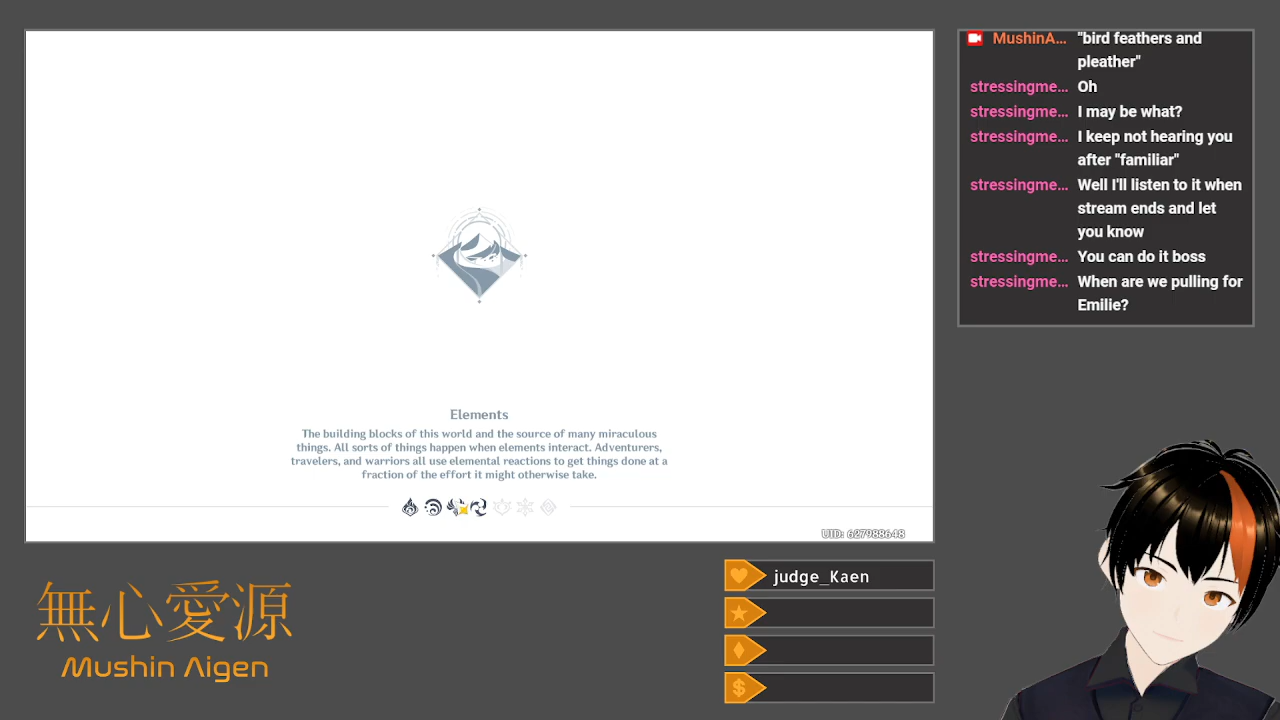 MushinA... "bird feathers and
pleather"
stressingme... Oh
stressingme... I may be what?
stressingme... I keep not hearing you
after "familiar"
stressingme... Well I'll listen to it when
stream ends and let
you know
stressingme... You can do it boss
stressingme... When are we pulling for
Emilie?
Elements
The building blocks of this world and the source of many miraculous
things. All sorts of things happen when elements interact. Adventurers,
travelers, and warriors all use elemental reactions to get things done at a
fraction of the effort it might otherwise take.
UID: 627988648
judge_Kaen
無心愛源
Mushin Aigen